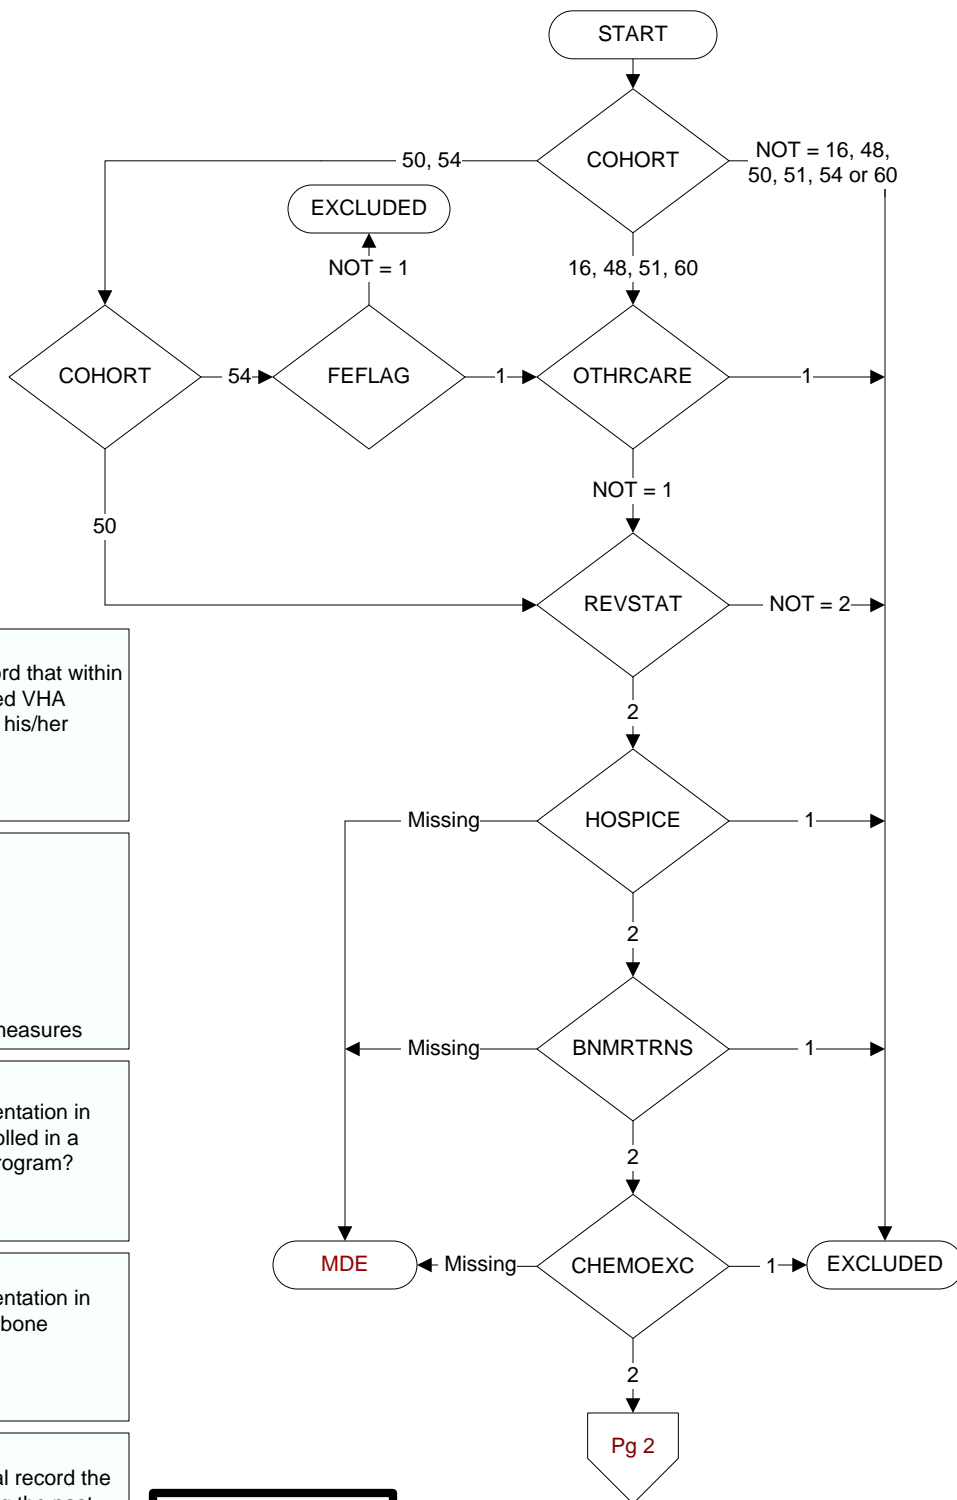 START
COHORT
50, 54
NOT = 16, 48,
50, 51, 54 or 60
EXCLUDED
NOT = 1
16, 48, 51, 60
COHORT
54
FEFLAG
1
OTHRCARE
1
NOT = 1
50
REVSTAT
NOT = 2
2
rd that within
ed VHA
his/her
Missing
HOSPICE
1
2
neasures
Missing
BNMRTRNS
1
2
entation in
olled in a
rogram?
MDE
Missing
CHEMOEXC
1
EXCLUDED
2
entation in
bone
Pg 2
al record the